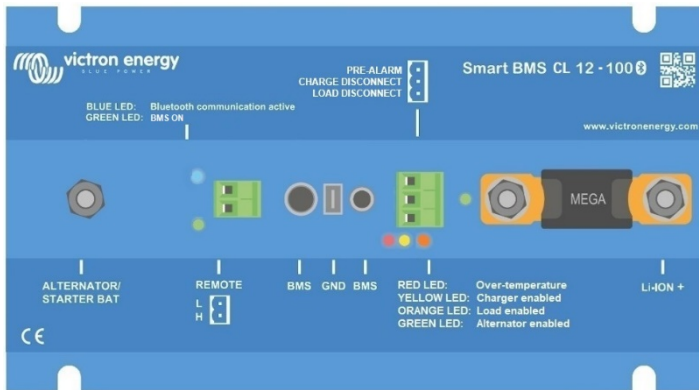 victron energy
BLUE POWER
PRE-ALARM
CHARGE DISCONNECT
LOAD DISCONNECT
Smart BMS CL 12 - 100
www.victronenergy.com
BLUE LED: Bluetooth communication active
GREEN LED: BMS ON
MEGA
ALTERNATOR/
STARTER BAT
REMOTE
L
H
BMS GND BMS
RED LED: Over-temperature
YELLOW LED: Charger enabled
ORANGE LED: Load enabled
GREEN LED: Alternator enabled
Li-ION +
CE